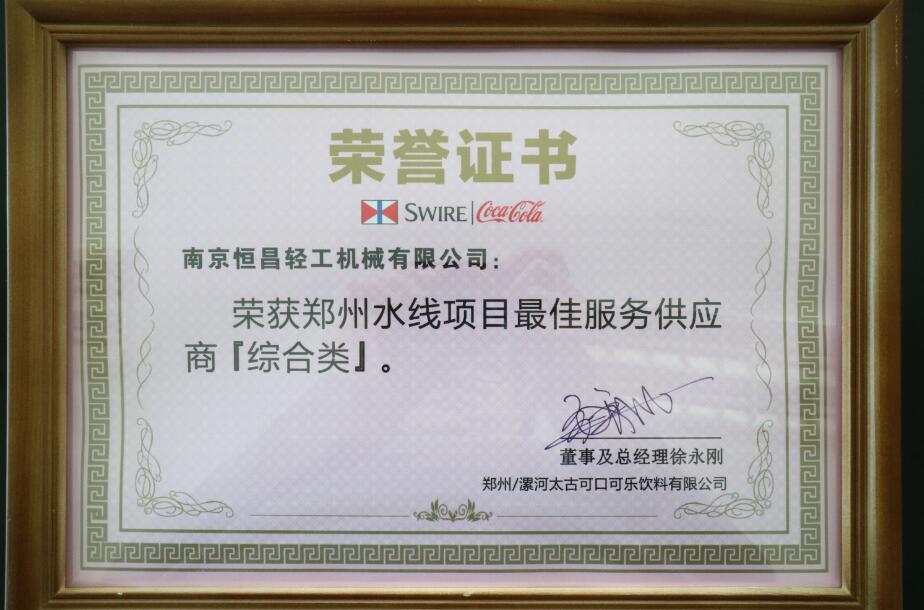 荣誉证书
SWIRE Coca-Cola
南京恒昌轻工机械有限公司：
荣获郑州水线项目最佳服务供应
商『综合类』。
董事及总经理徐永刚
郑州/漯河太古可口可乐饮料有限公司